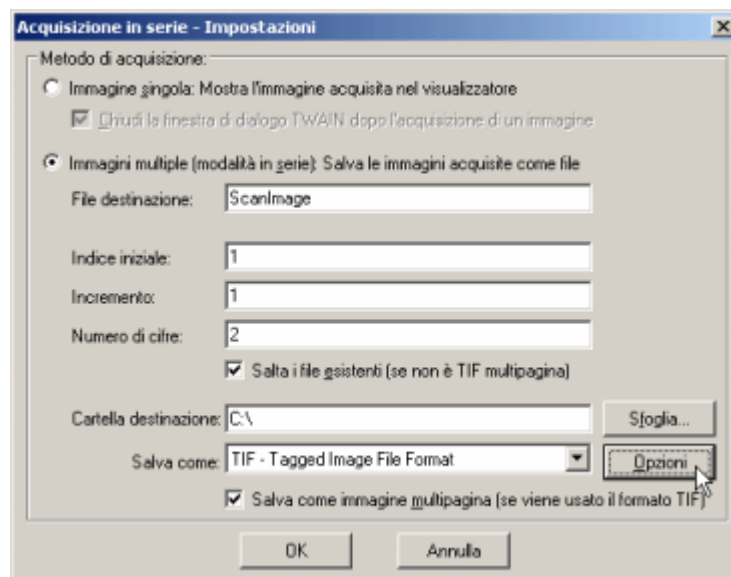 Acquisizione in serie - Impostazioni
Metodo di acquisizione:
Immagine singola: Mostra l'immagine acquisita nel visualizzatore
Chiudi la finestra di dialogo TWAIN dopo l'acquisizione di un immagine
Immagini multiple (modalità in serie): Salva le immagini acquisite come file
File destinazione: ScanImage
Indice iniziale: 1
Incremento: 1
Numero di cifre: 2
Salta i file esistenti (se non è TIF multipagina)
Cartella destinazione: C:\ Sfoglia...
Salva come: TIF - Tagged Image File Format Opzioni
Salva come immagine multipagina (se viene usato il formato TIF)
OK Annulla